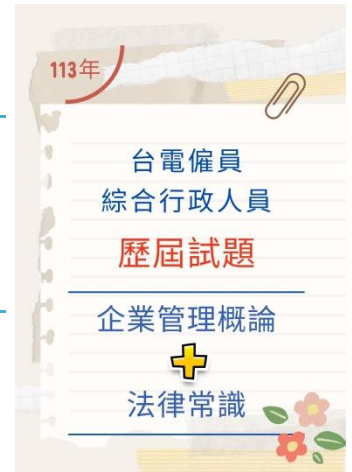 113年
台電僱員
綜合行政人員
歷屆試題
企業管理概論
+
法律常識